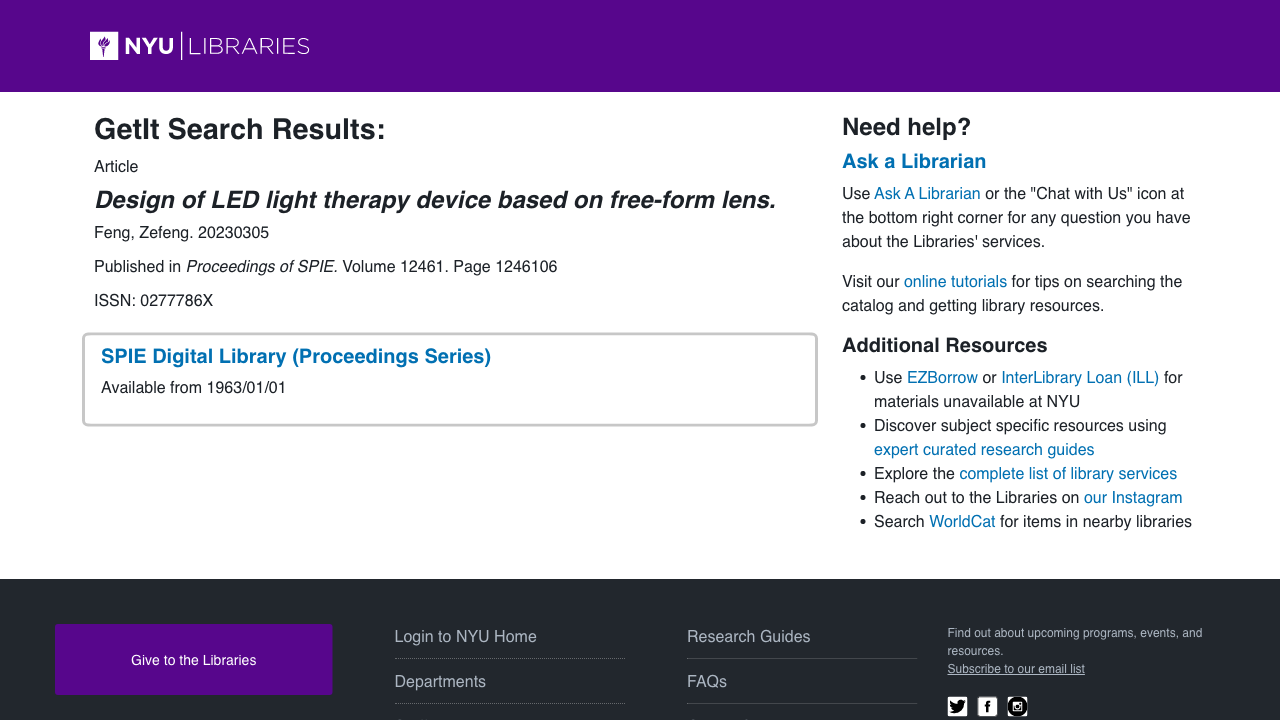 NYU LIBRARIES
GetIt Search Results:
Article
Design of LED light therapy device based on free-form lens.
Feng, Zefeng. 20230305
Published in Proceedings of SPIE. Volume 12461. Page 1246106
ISSN: 0277786X
SPIE Digital Library (Proceedings Series)
Available from 1963/01/01
Need help?
Ask a Librarian
Use Ask A Librarian or the "Chat with Us" icon at
the bottom right corner for any question you have
about the Libraries' services.
Visit our online tutorials for tips on searching the
catalog and getting library resources.
Additional Resources
• Use EZBorrow or InterLibrary Loan (ILL) for
materials unavailable at NYU
• Discover subject specific resources using
expert curated research guides
• Explore the complete list of library services
• Reach out to the Libraries on our Instagram
• Search WorldCat for items in nearby libraries
Give to the Libraries
Login to NYU Home
Departments
Research Guides
FAQs
Find out about upcoming programs, events, and
resources.
Subscribe to our email list